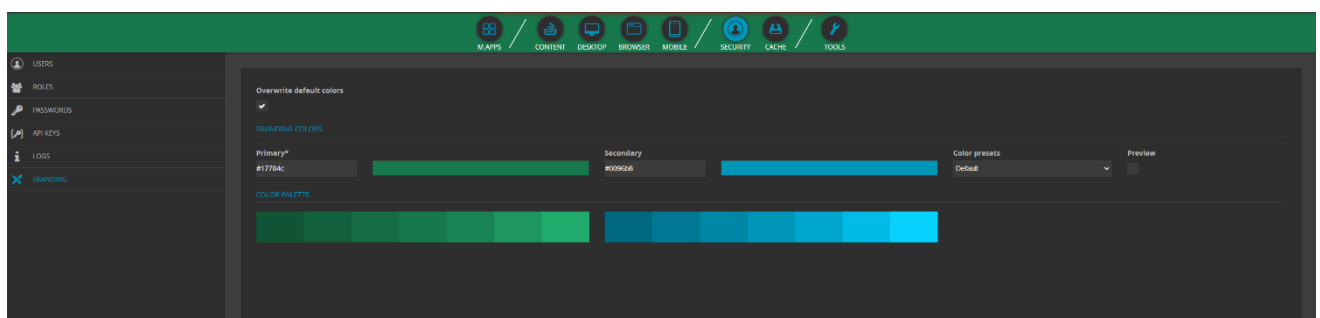 M.APPS CONTENT DESKTOP BROWSER MOBILE SECURITY CACHE TOOLS
USERS
ROLES
PASSWORDS
API KEYS
LOGS
BRANDING
Overwrite default colors
BRANDING COLORS
Primary* Secondary Color presets Preview
#17784c #0096b8 Default
COLOR PALETTE